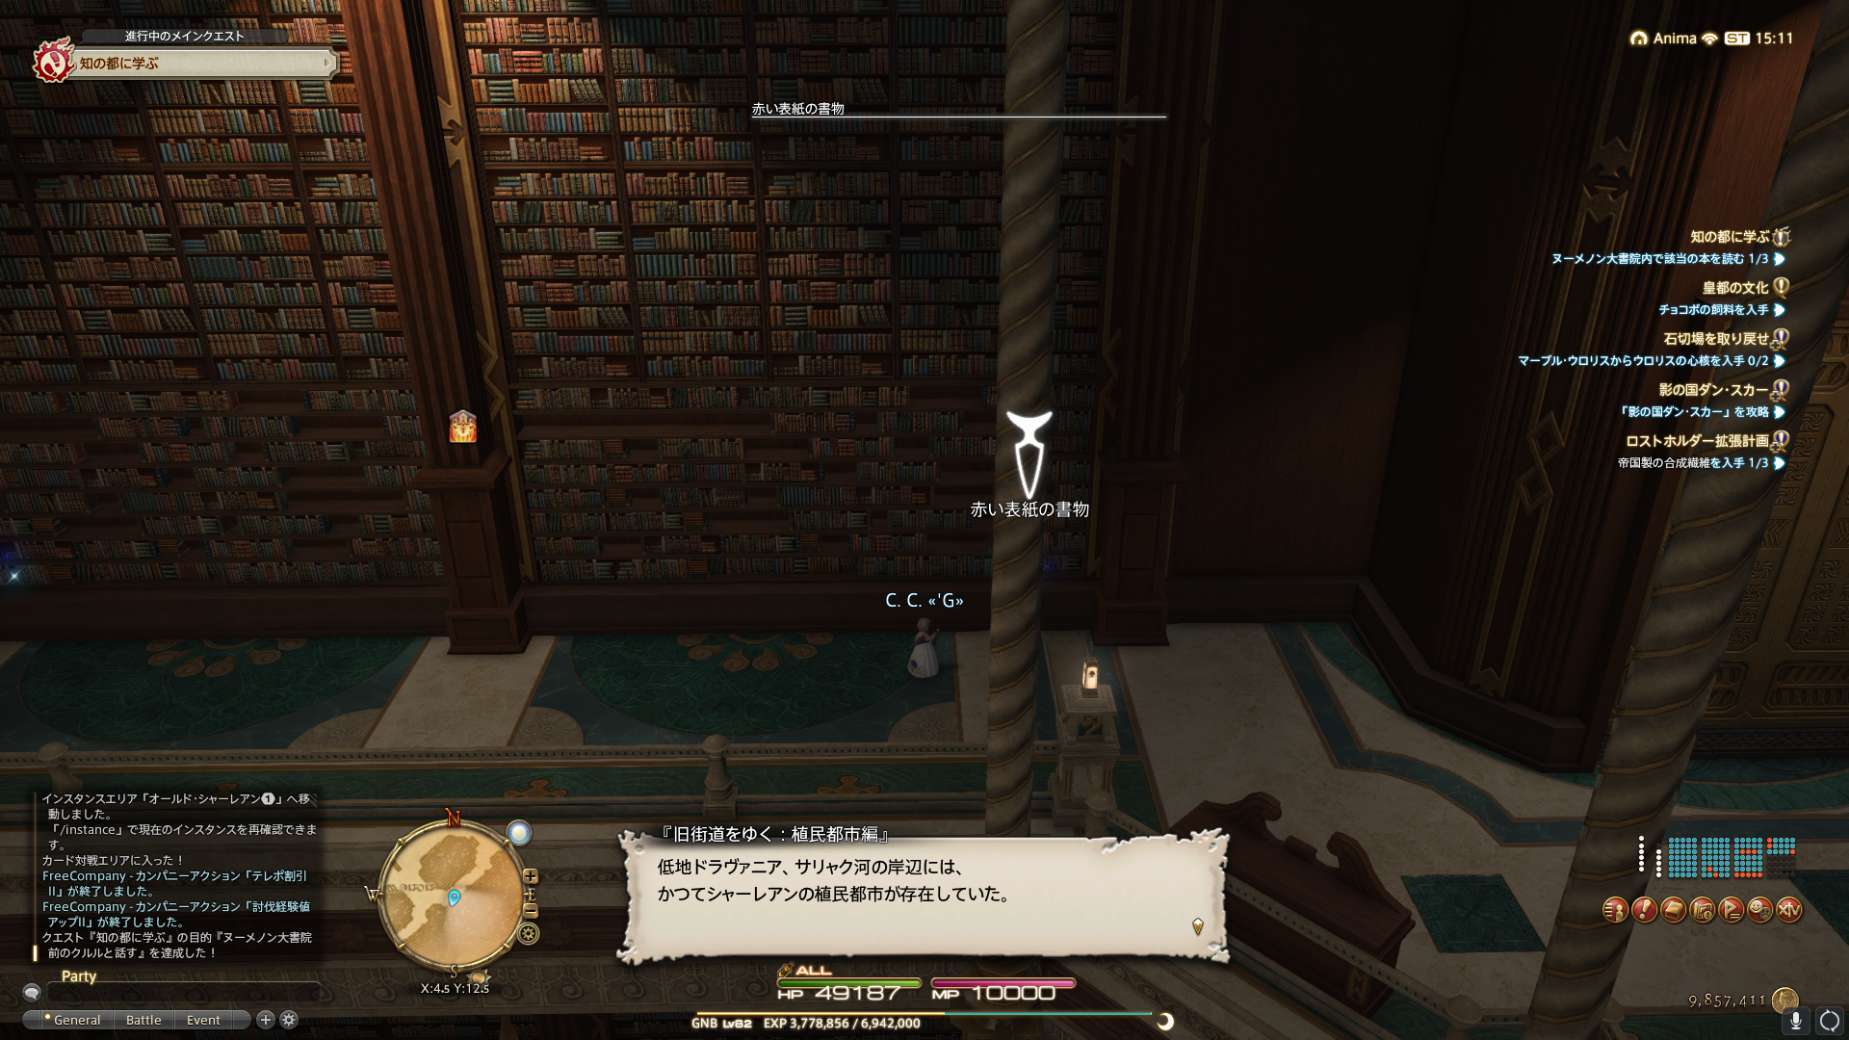 進行中のメインクエスト
知の都に学ぶ
Anima ST 15:11
赤い表紙の書物
知の都に学ぶ
ヌーメノン大書院内で該当の本を読む 1/3
皇都の文化
チョコボの飼料を入手
石切場を取り戻せ
マーブル・ウロリスからウロリスの心核を入手 0/2
影の国ダン・スカー
「影の国ダン・スカー」を攻略
ロストホルダー拡張計画
帝国製の合成繊維を入手 1/3
赤い表紙の書物
C. C. «'G»
インスタンスエリア「オールド・シャーレアン❶」へ移
動しました。
「/instance」で現在のインスタンスを再確認できま
す。
カード対戦エリアに入った！
FreeCompany - カンパニーアクション「テレポ割引
II」が終了しました。
FreeCompany - カンパニーアクション「討伐経験値
アップII」が終了しました。
クエスト『知の都に学ぶ』の目的『ヌーメノン大書院
前のクルルと話す』を達成した！
Party
General Battle Event
N
W
E
S
X:4.5 Y:12.5
『旧街道をゆく：植民都市編』
低地ドラヴァニア、サリャク河の岸辺には、
かつてシャーレアンの植民都市が存在していた。
ALL
HP 49187 MP 10000
GNB Lv82 EXP 3,778,856 / 6,942,000
XIV
9,857,411